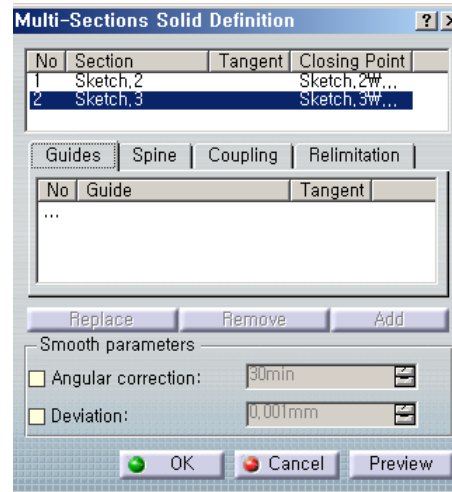 Multi-Sections Solid Definition ? x
No Section Tangent Closing Point
1 Sketch,2 Sketch,2₩...
2 Sketch,3 Sketch,3₩...
Guides Spine Coupling Relimitation
No Guide Tangent
...
Replace Remove Add
Smooth parameters
Angular correction: 30min
Deviation: 0,001mm
OK Cancel Preview